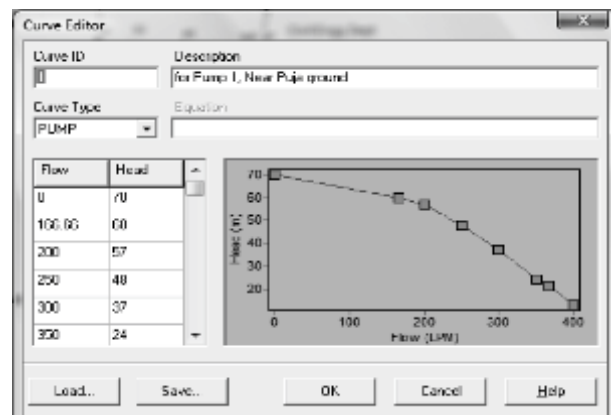 Curve Editor
Curve ID
Description
for Pump 1, Near Puja ground
Curve Type
Equation
PUMP
Flow Head
0 70
166.66 60
200 57
250 48
300 37
350 24
Head (m)
70
60
50
40
30
20
0 100 200 300 400
Flow (LPM)
Load... Save... OK Cancel Help